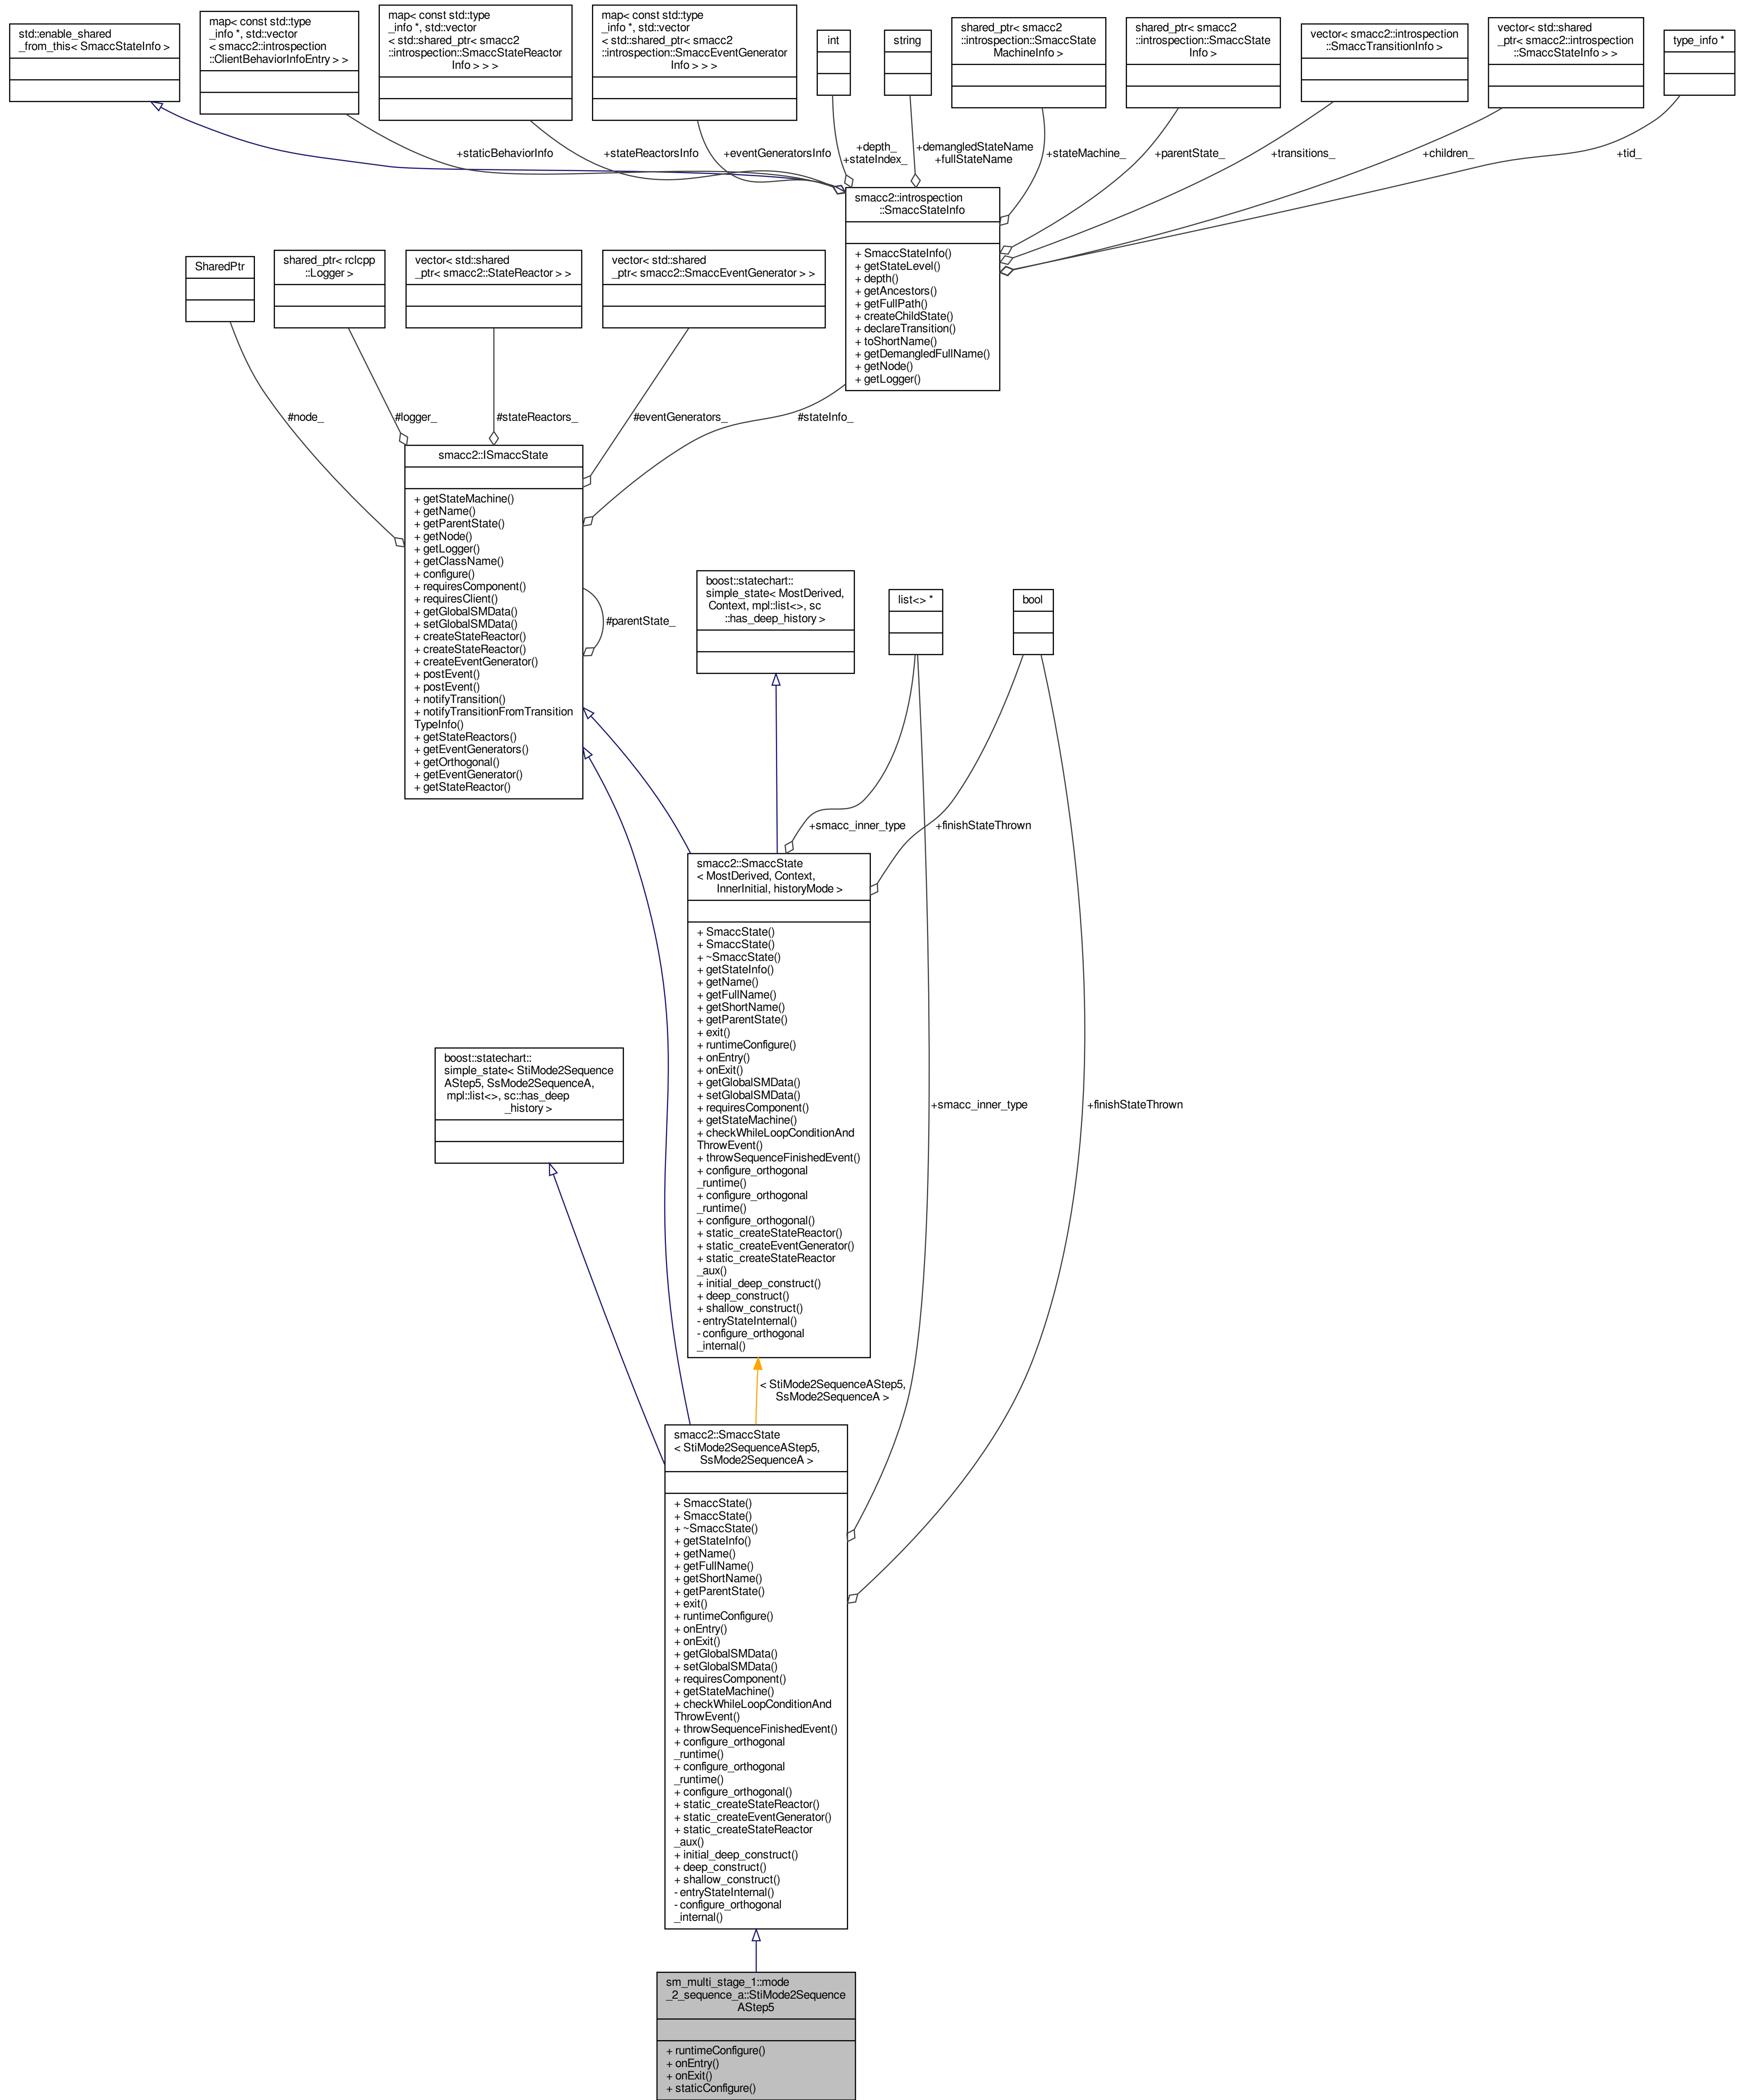 std::enable_shared
_from_this< SmaccStateInfo >
map< const std::type
_info *, std::vector
< smacc2::introspection
::ClientBehaviorInfoEntry > >
map< const std::type
_info *, std::vector
< std::shared_ptr< smacc2
::introspection::SmaccStateReactor
Info > > >
map< const std::type
_info *, std::vector
< std::shared_ptr< smacc2
::introspection::SmaccEventGenerator
Info > > >
int
string
shared_ptr< smacc2
::introspection::SmaccState
MachineInfo >
shared_ptr< smacc2
::introspection::SmaccState
Info >
vector< smacc2::introspection
::SmaccTransitionInfo >
vector< std::shared
_ptr< smacc2::introspection
::SmaccStateInfo > >
type_info *
+staticBehaviorInfo
+stateReactorsInfo
+eventGeneratorsInfo
+depth_
+stateIndex_
+demangledStateName
+fullStateName
+stateMachine_
+parentState_
+transitions_
+children_
+tid_
smacc2::introspection
::SmaccStateInfo
+ SmaccStateInfo()
+ getStateLevel()
+ depth()
+ getAncestors()
+ getFullPath()
+ createChildState()
+ declareTransition()
+ toShortName()
+ getDemangledFullName()
+ getNode()
+ getLogger()
SharedPtr
shared_ptr< rclcpp
::Logger >
vector< std::shared
_ptr< smacc2::StateReactor > >
vector< std::shared
_ptr< smacc2::SmaccEventGenerator > >
#node_
#logger_
#stateReactors_
#eventGenerators_
#stateInfo_
smacc2::ISmaccState
+ getStateMachine()
+ getName()
+ getParentState()
+ getNode()
+ getLogger()
+ getClassName()
+ configure()
+ requiresComponent()
+ requiresClient()
+ getGlobalSMData()
+ setGlobalSMData()
+ createStateReactor()
+ createStateReactor()
+ createEventGenerator()
+ postEvent()
+ postEvent()
+ notifyTransition()
+ notifyTransitionFromTransition
TypeInfo()
+ getStateReactors()
+ getEventGenerators()
+ getOrthogonal()
+ getEventGenerator()
+ getStateReactor()
#parentState_
boost::statechart::
simple_state< MostDerived,
Context, mpl::list<>, sc
::has_deep_history >
list<> *
bool
+smacc_inner_type
+finishStateThrown
smacc2::SmaccState
< MostDerived, Context,
InnerInitial, historyMode >
+ SmaccState()
+ SmaccState()
+ ~SmaccState()
+ getStateInfo()
+ getName()
+ getFullName()
+ getShortName()
+ getParentState()
+ exit()
+ runtimeConfigure()
+ onEntry()
+ onExit()
+ getGlobalSMData()
+ setGlobalSMData()
+ requiresComponent()
+ getStateMachine()
+ checkWhileLoopConditionAnd
ThrowEvent()
+ throwSequenceFinishedEvent()
+ configure_orthogonal
_runtime()
+ configure_orthogonal
_runtime()
+ configure_orthogonal()
+ static_createStateReactor()
+ static_createEventGenerator()
+ static_createStateReactor
_aux()
+ initial_deep_construct()
+ deep_construct()
+ shallow_construct()
- entryStateInternal()
- configure_orthogonal
_internal()
boost::statechart::
simple_state< StiMode2Sequence
AStep5, SsMode2SequenceA,
mpl::list<>, sc::has_deep
_history >
+smacc_inner_type
+finishStateThrown
< StiMode2SequenceAStep5,
SsMode2SequenceA >
smacc2::SmaccState
< StiMode2SequenceAStep5,
SsMode2SequenceA >
+ SmaccState()
+ SmaccState()
+ ~SmaccState()
+ getStateInfo()
+ getName()
+ getFullName()
+ getShortName()
+ getParentState()
+ exit()
+ runtimeConfigure()
+ onEntry()
+ onExit()
+ getGlobalSMData()
+ setGlobalSMData()
+ requiresComponent()
+ getStateMachine()
+ checkWhileLoopConditionAnd
ThrowEvent()
+ throwSequenceFinishedEvent()
+ configure_orthogonal
_runtime()
+ configure_orthogonal
_runtime()
+ configure_orthogonal()
+ static_createStateReactor()
+ static_createEventGenerator()
+ static_createStateReactor
_aux()
+ initial_deep_construct()
+ deep_construct()
+ shallow_construct()
- entryStateInternal()
- configure_orthogonal
_internal()
sm_multi_stage_1::mode
_2_sequence_a::StiMode2Sequence
AStep5
+ runtimeConfigure()
+ onEntry()
+ onExit()
+ staticConfigure()